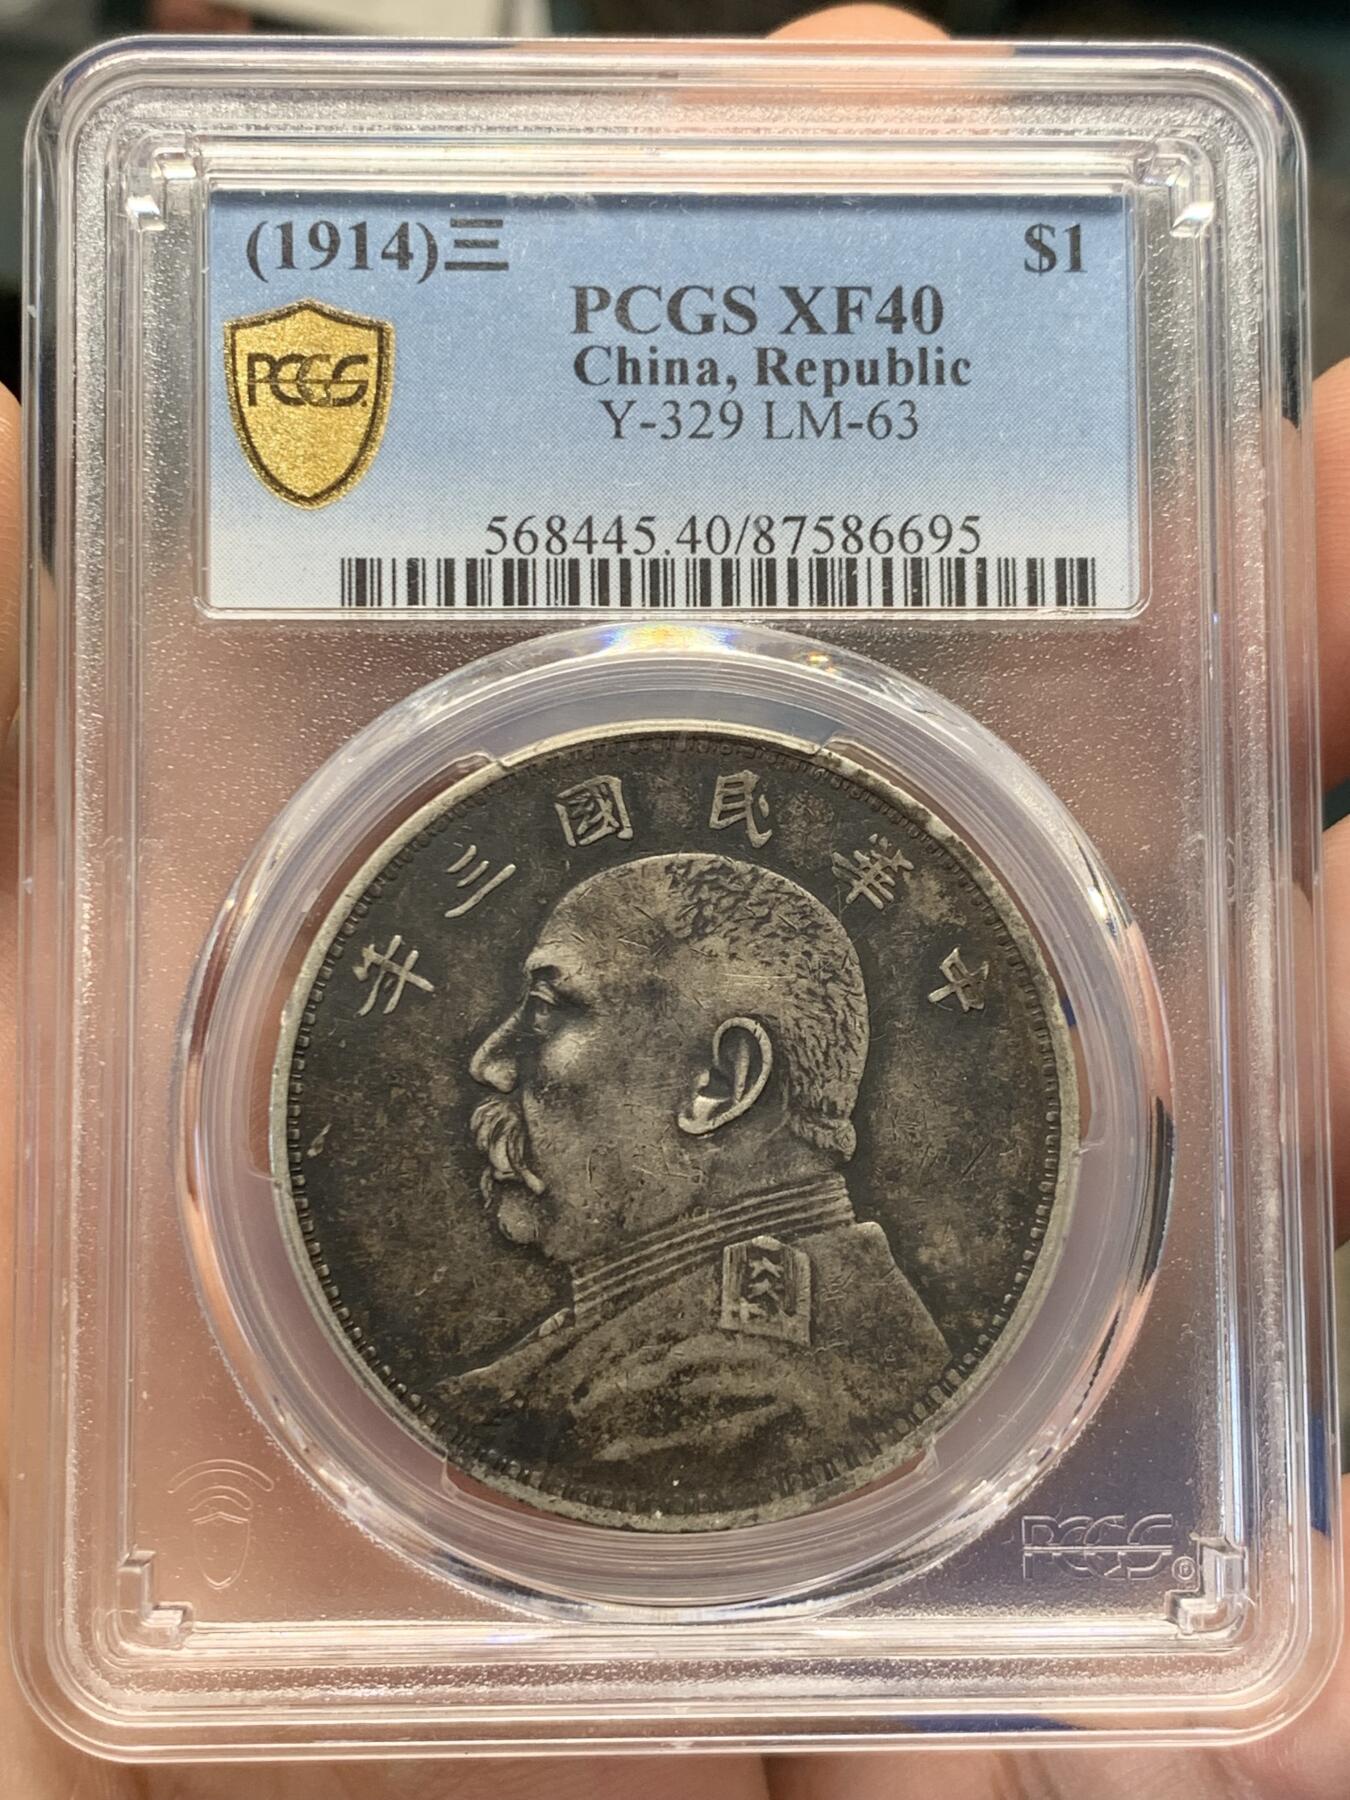 (1914)三 $1
PCGS XF40
China, Republic
Y-329 LM-63
PCGS
568445.40/87586695
中華民國三年
PCGS